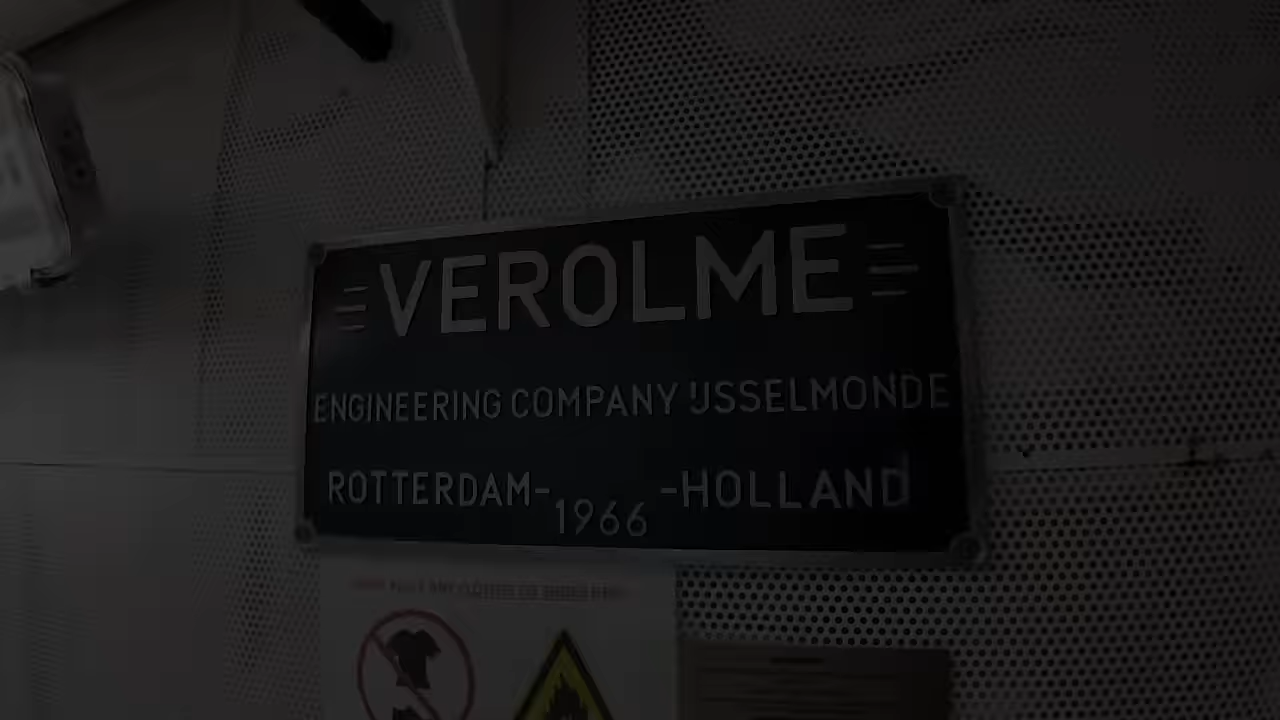 VEROLME
ENGINEERING COMPANY IJSSELMONDE
ROTTERDAM- 1966 -HOLLAND